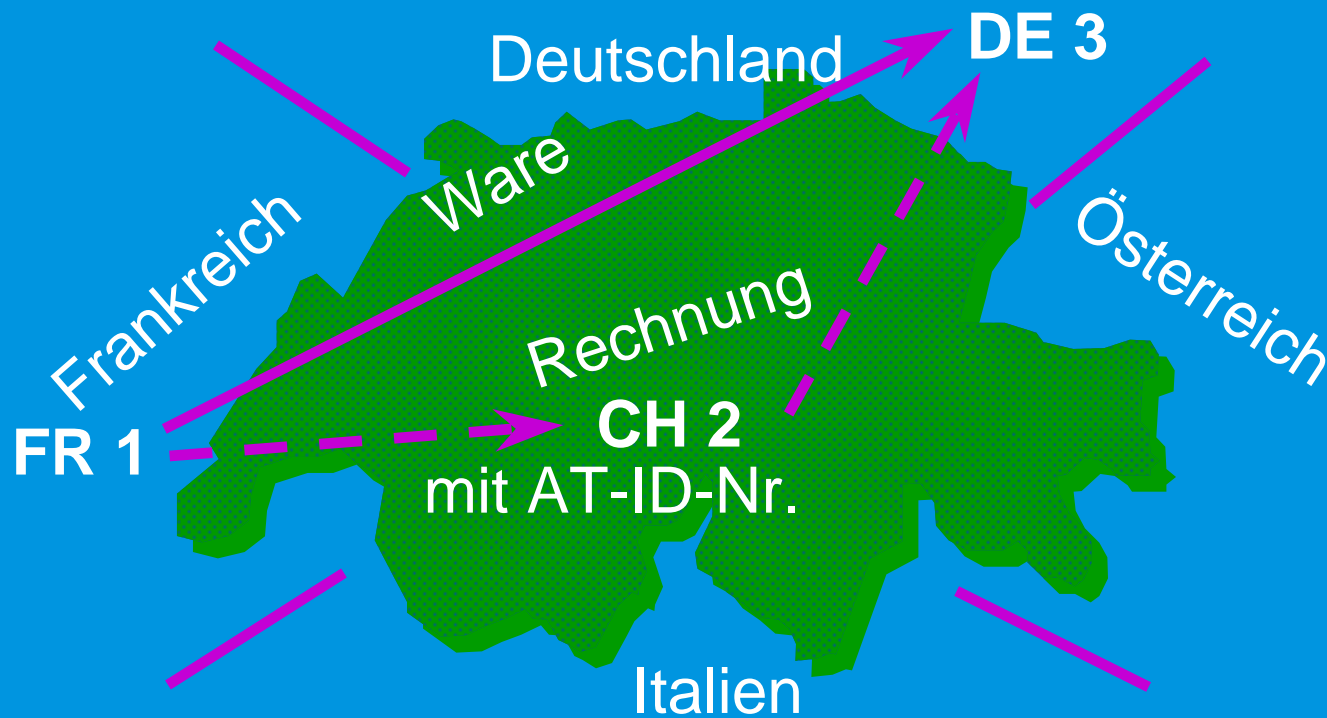 DE 3
Deutschland
Ware
Frankreich
Österreich
Rechnung
CH 2
FR 1
mit AT-ID-Nr.
Italien